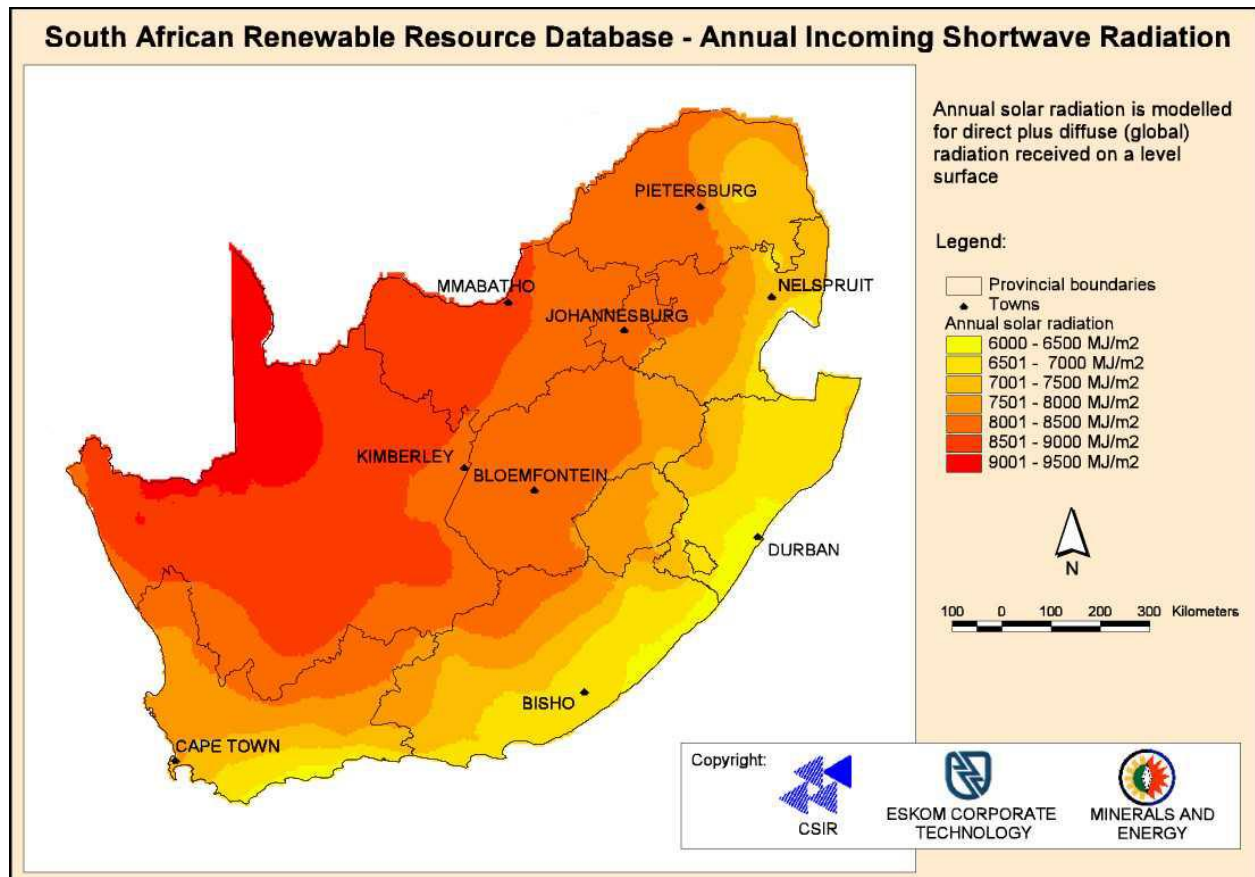 South African Renewable Resource Database - Annual Incoming Shortwave Radiation
Annual solar radiation is modelled
for direct plus diffuse (global)
radiation received on a level
surface
PIETERSBURG
Legend:
Provincial boundaries
Towns
Annual solar radiation
6000 - 6500 MJ/m2
6501 - 7000 MJ/m2
7001 - 7500 MJ/m2
7501 - 8000 MJ/m2
8001 - 8500 MJ/m2
8501 - 9000 MJ/m2
9001 - 9500 MJ/m2
MMABATHO
NELSPRUIT
JOHANNESBURG
KIMBERLEY
BLOEMFONTEIN
DURBAN
N
100 0 100 200 300 Kilometers
BISHO
CAPE TOWN
Copyright:
CSIR
ESKOM CORPORATE
TECHNOLOGY
MINERALS AND
ENERGY